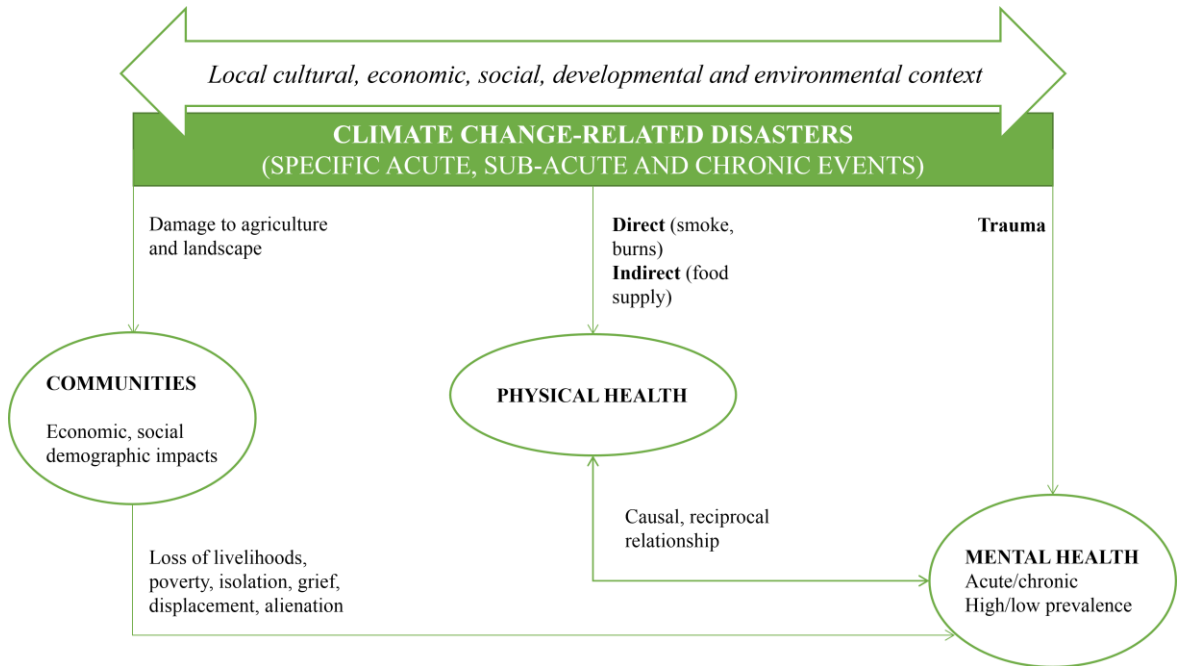 Local cultural, economic, social, developmental and environmental context
CLIMATE CHANGE-RELATED DISASTERS
(SPECIFIC ACUTE, SUB-ACUTE AND CHRONIC EVENTS)
Damage to agriculture
and landscape
Direct (smoke,
burns)
Indirect (food
supply)
Trauma
COMMUNITIES
Economic, social
demographic impacts
PHYSICAL HEALTH
Causal, reciprocal
relationship
Loss of livelihoods,
poverty, isolation, grief,
displacement, alienation
MENTAL HEALTH
Acute/chronic
High/low prevalence